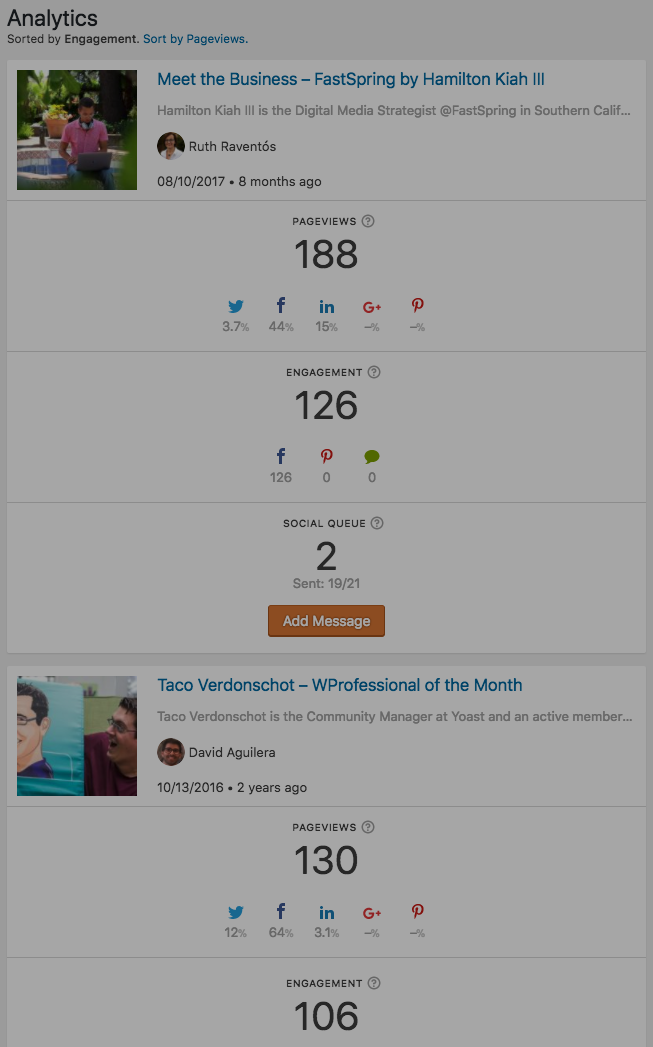 Analytics
Sorted by Engagement. Sort by Pageviews.
Meet the Business – FastSpring by Hamilton Kiah III
Hamilton Kiah III is the Digital Media Strategist @FastSpring in Southern Calif...
Ruth Raventós
08/10/2017 • 8 months ago
PAGEVIEWS ?
188
3.7% 44% 15% –% –%
ENGAGEMENT ?
126
126 0 0
SOCIAL QUEUE ?
2
Sent: 19/21
Add Message
Taco Verdonschot – WProfessional of the Month
Taco Verdonschot is the Community Manager at Yoast and an active member...
David Aguilera
10/13/2016 • 2 years ago
PAGEVIEWS ?
130
12% 64% 3.1% –% –%
ENGAGEMENT ?
106